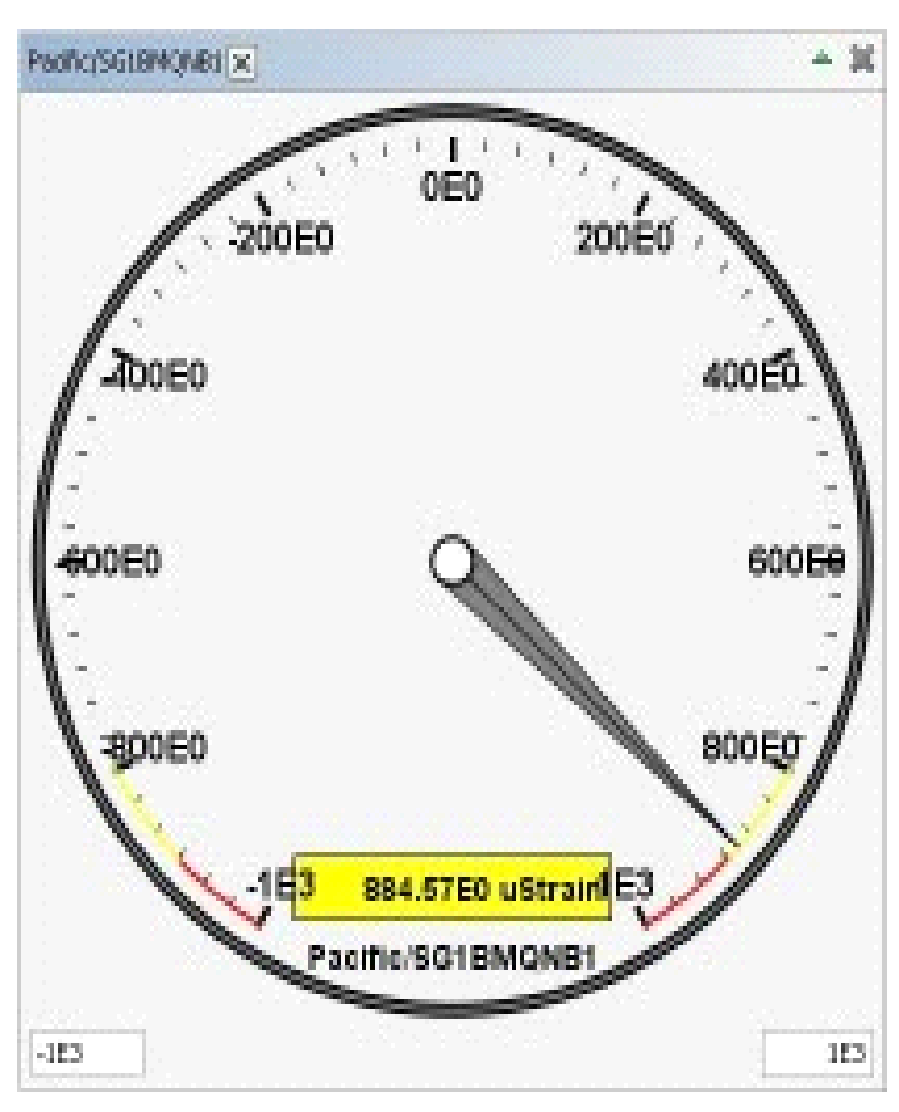 Pacific/SG1BMQNB1
0E0
-200E0 200E0
-400E0 400E0
-600E0 600E0
-800E0 800E0
-1E3 884.57E0 uStrain 1E3
Pacific/SG1BMQNB1
-1E3 1E3